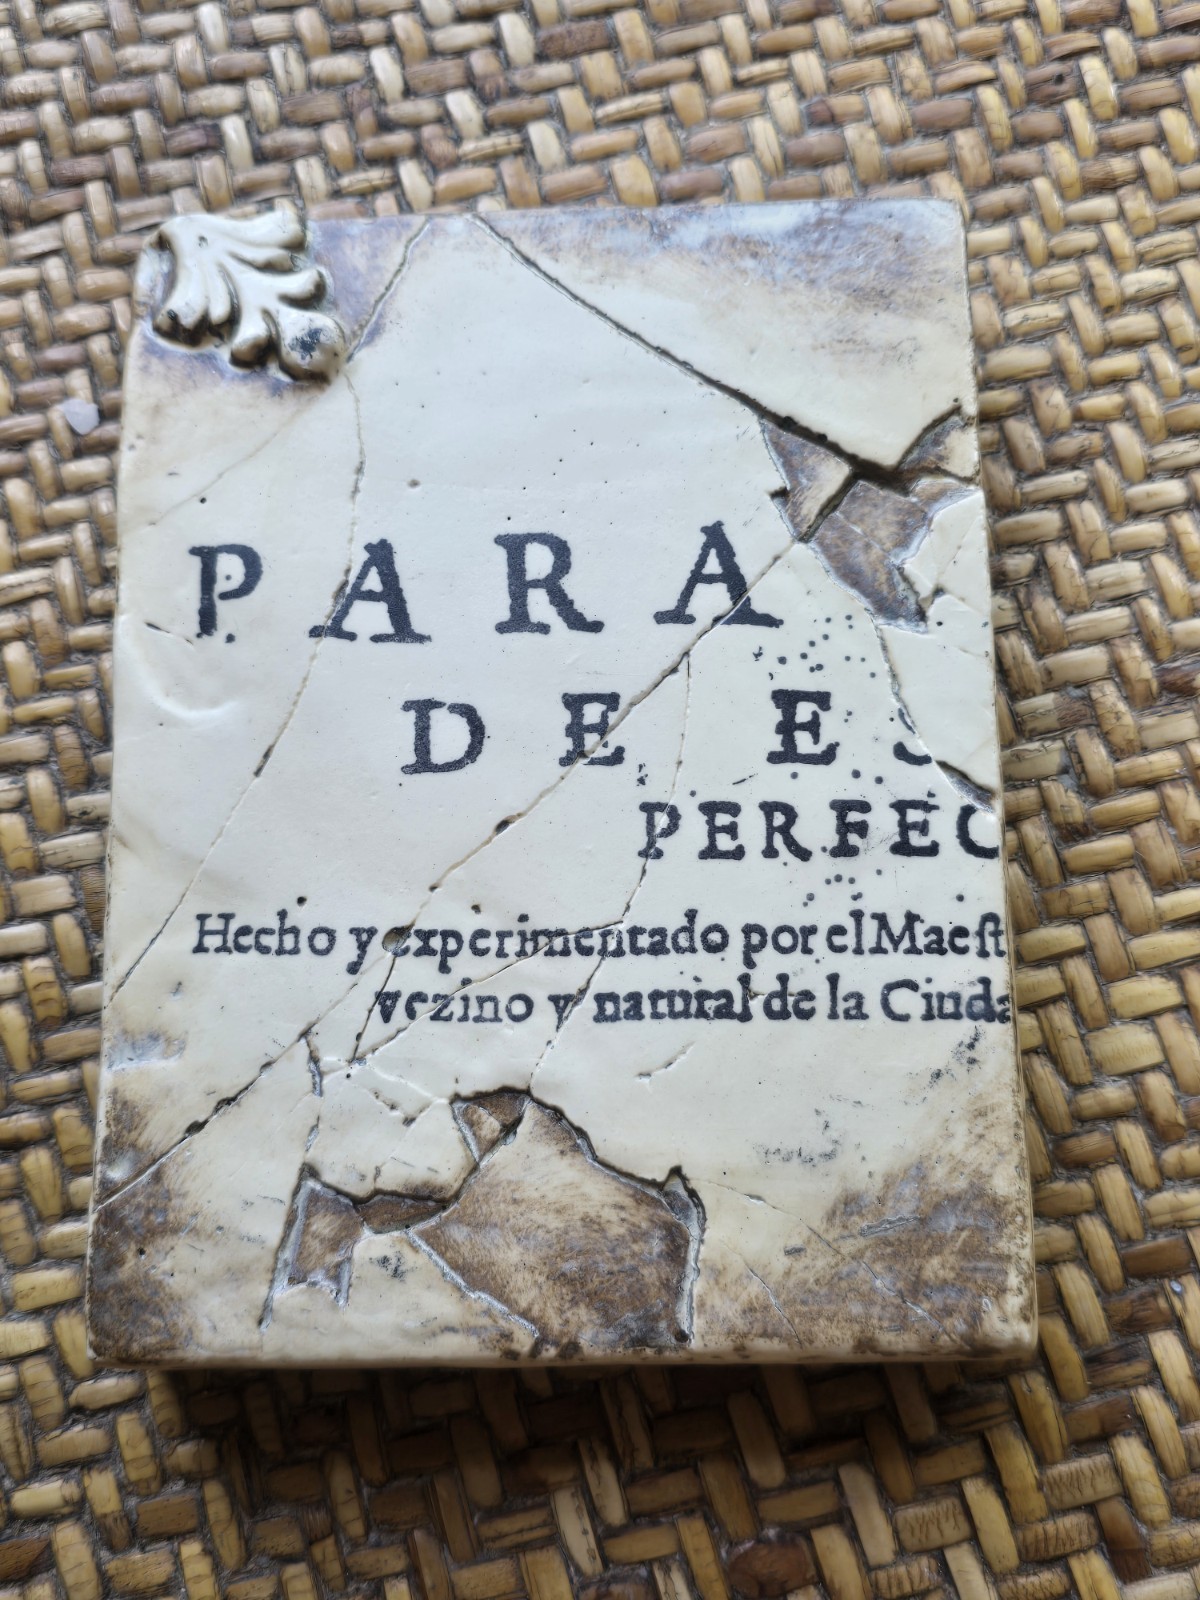 PARA
DE ES
PERFEC
Hecho y experimentado por el Maeſt
vezino y natural de la Ciuda